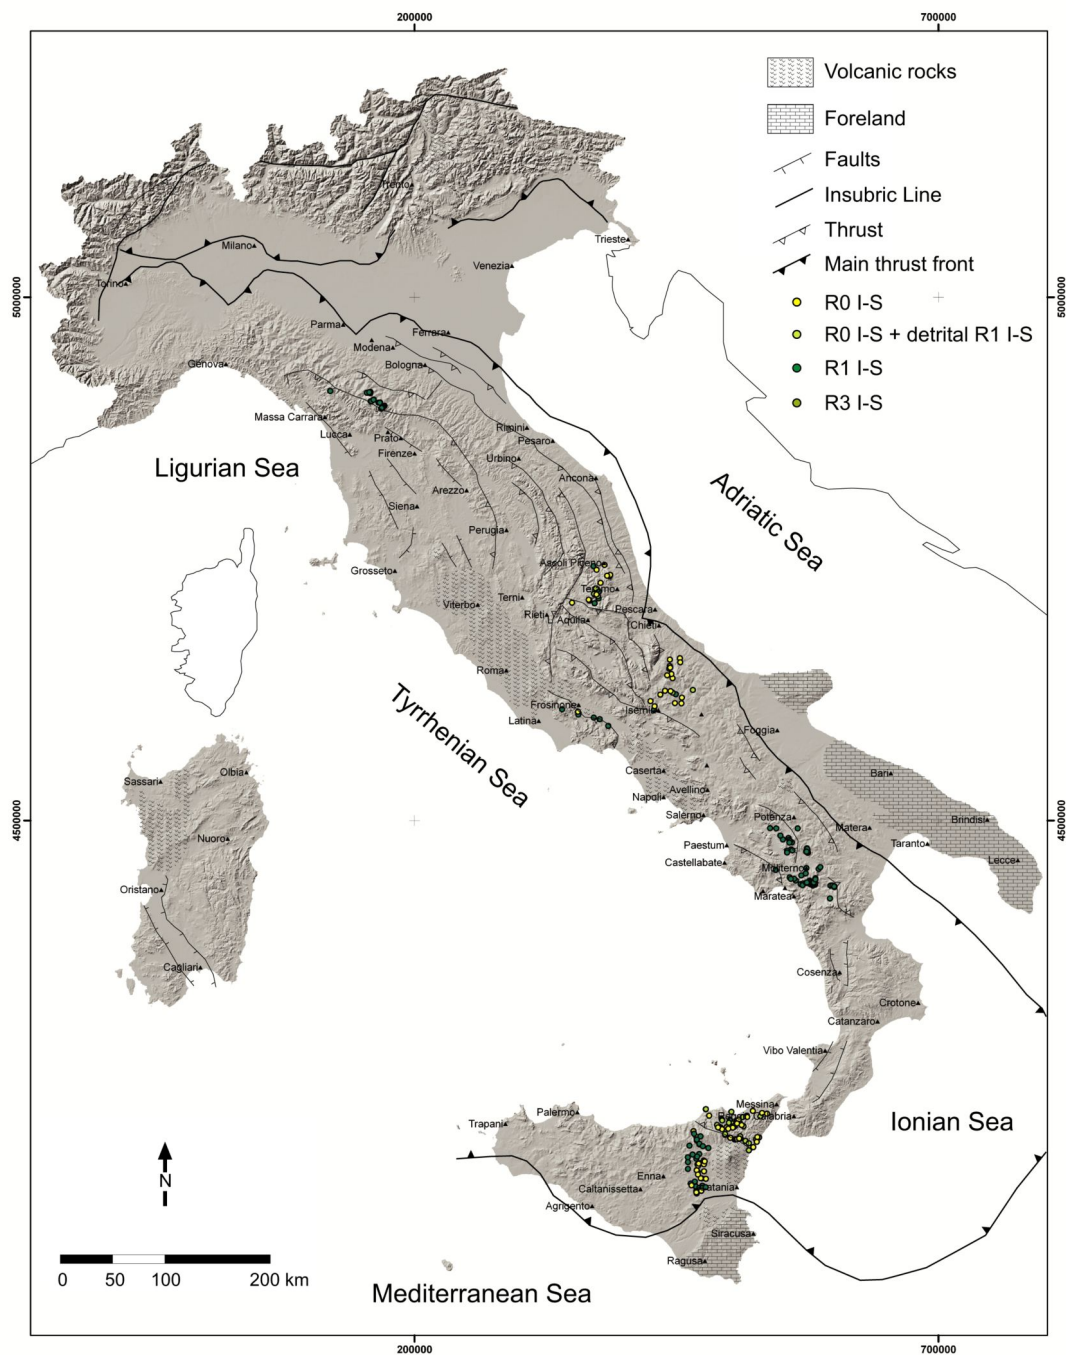 200000
700000
Volcanic rocks
Foreland
Faults
Insubric Line
Thrust
Main thrust front
R0 I-S
R0 I-S + detrital R1 I-S
R1 I-S
R3 I-S
Trento
Trieste
Milano
Venezia
Torino
5000000
5000000
Parma
Ferrara
Modena
Bologna
Genova
Massa Carrara
Lucca
Prato
Firenze
Rimini
Pesaro
Urbino
Ancona
Ligurian Sea
Adriatic Sea
Arezzo
Siena
Perugia
Grosseto
Ascoli Piceno
Teramo
Terni
Viterbo
Rieti
L'Aquila
Pescara
Chieti
Roma
Tyrrhenian Sea
Frosinone
Latina
Isernia
Foggia
Sassari
Olbia
Caserta
Avellino
Napoli
Salerno
Bari
4500000
4500000
Potenza
Matera
Brindisi
Nuoro
Paestum
Castellabate
Taranto
Lecce
Oristano
Moliterno
Maratea
Cagliari
Cosenza
Crotone
Catanzaro
Vibo Valentia
Messina
Reggio Calabria
Palermo
Trapani
Ionian Sea
Enna
Caltanissetta
Catania
Agrigento
Siracusa
Ragusa
N
0 50 100 200 km
Mediterranean Sea
200000
700000